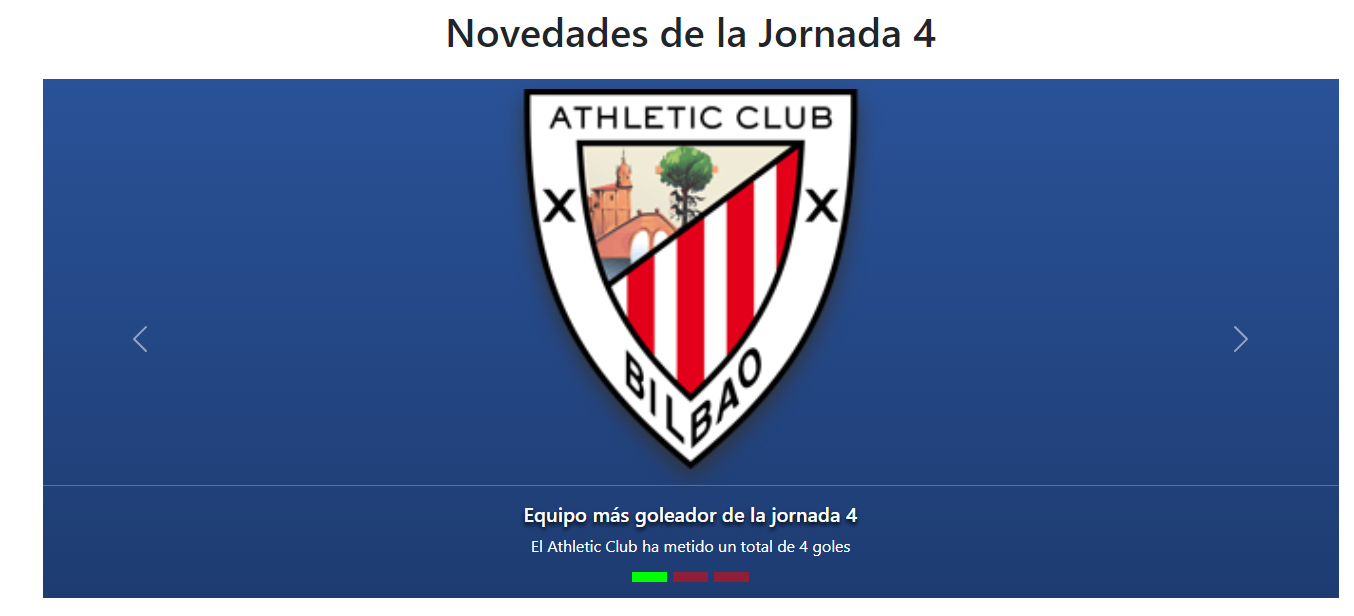 Novedades de la Jornada 4
ATHLETIC CLUB
X X
BILBAO
Equipo más goleador de la jornada 4
El Athletic Club ha metido un total de 4 goles